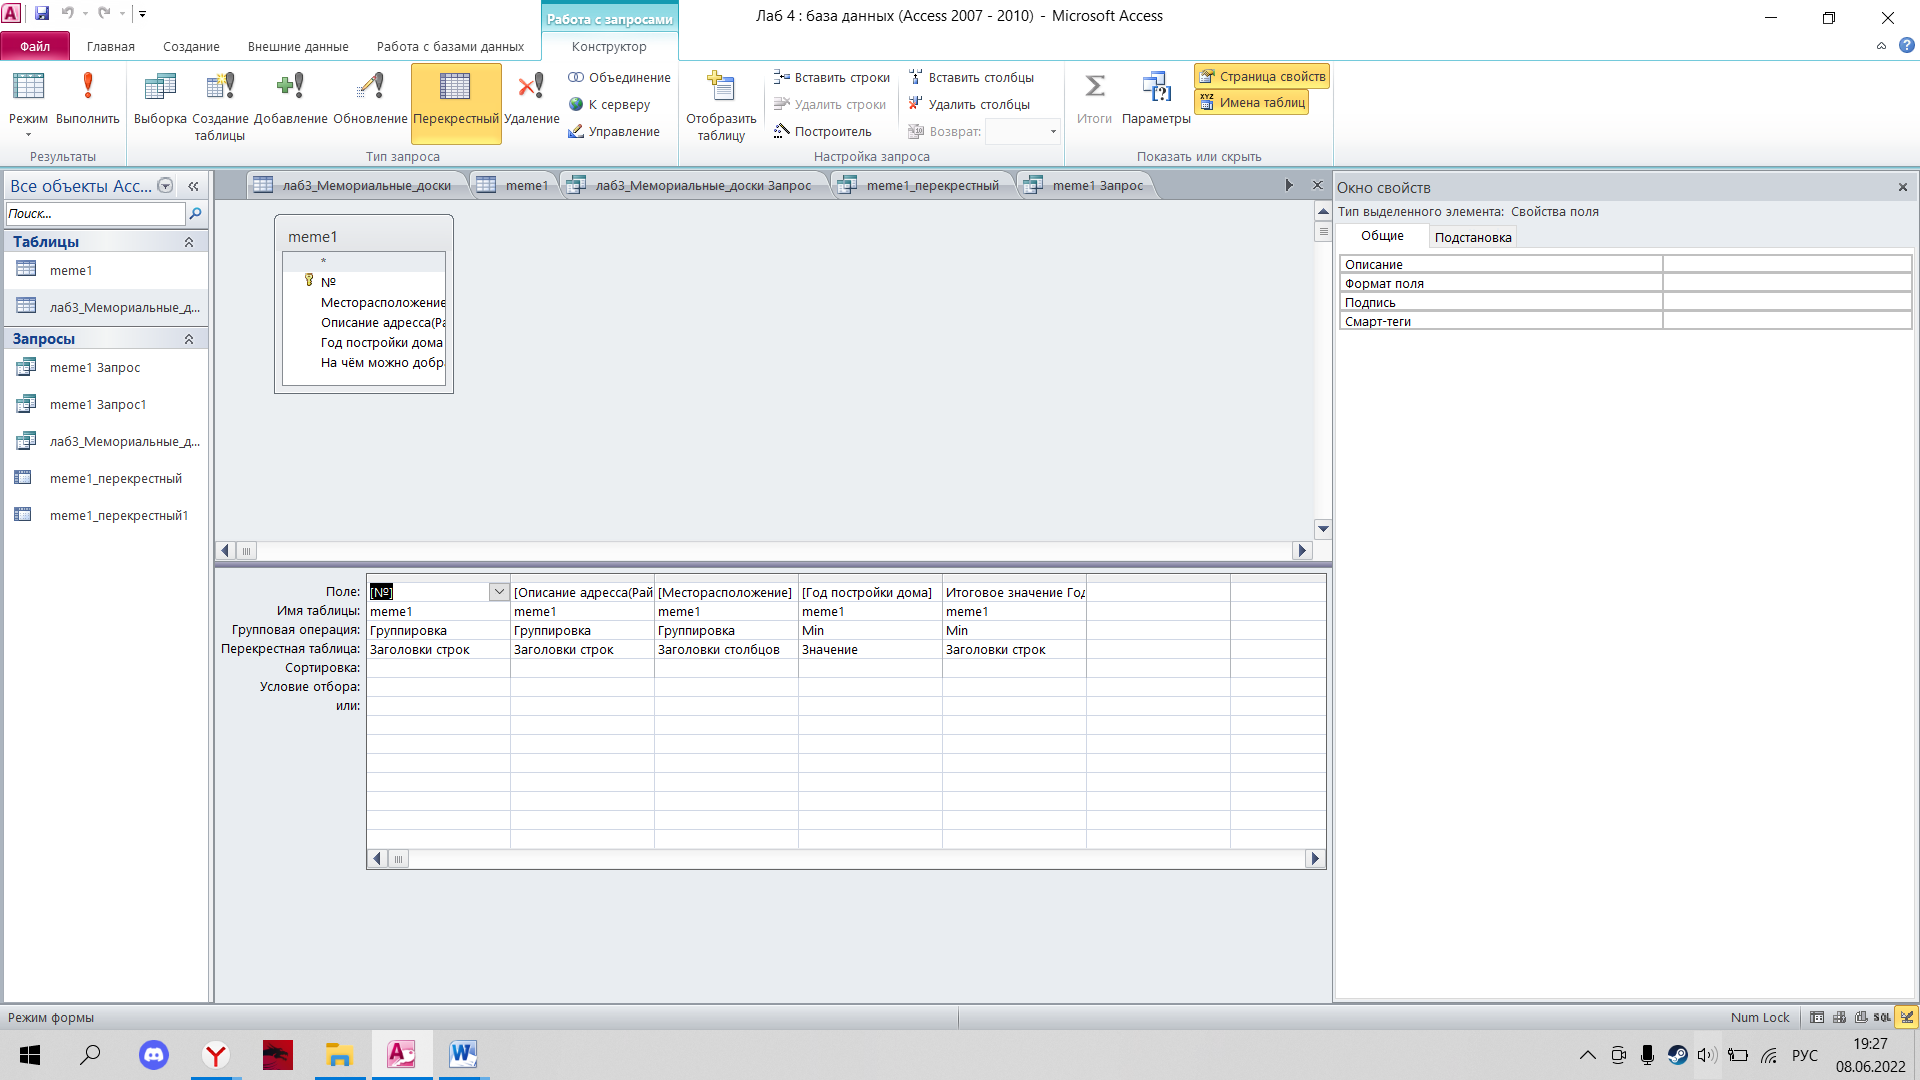 Работа с запросами
Лаб 4 : база данных (Access 2007 - 2010) - Microsoft Access
Файл
Главная
Создание
Внешние данные
Работа с базами данных
Конструктор
Режим
Выполнить
Выборка
Создание таблицы
Добавление
Обновление
Перекрестный
Удаление
Объединение
К серверу
Управление
Отобразить таблицу
Вставить строки
Удалить строки
Построитель
Вставить столбцы
Удалить столбцы
Возврат:
Итоги
Параметры
Страница свойств
Имена таблиц
Результаты
Тип запроса
Настройка запроса
Показать или скрыть
Все объекты Acc...
Поиск...
Таблицы
meme1
лаб3_Мемориальные_д...
Запросы
meme1 Запрос
meme1 Запрос1
лаб3_Мемориальные_д...
meme1_перекрестный
meme1_перекрестный1
лаб3_Мемориальные_доски
meme1
лаб3_Мемориальные_доски Запрос
meme1_перекрестный
meme1 Запрос
meme1
*
№
Месторасположение
Описание адреса(Ра
Год постройки дома
На чём можно добр
Поле: [№] [Описание адреса(Рай [Месторасположение] [Год постройки дома] Итоговое значение Год
Имя таблицы: meme1 meme1 meme1 meme1 meme1
Групповая операция: Группировка Группировка Группировка Min Min
Перекрестная таблица: Заголовки строк Заголовки строк Заголовки столбцов Значение Заголовки строк
Сортировка:
Условие отбора:
или:
Окно свойств
Тип выделенного элемента: Свойства поля
Общие
Подстановка
Описание
Формат поля
Подпись
Смарт-теги
Режим формы
Num Lock
SQL
РУС
19:27
08.06.2022